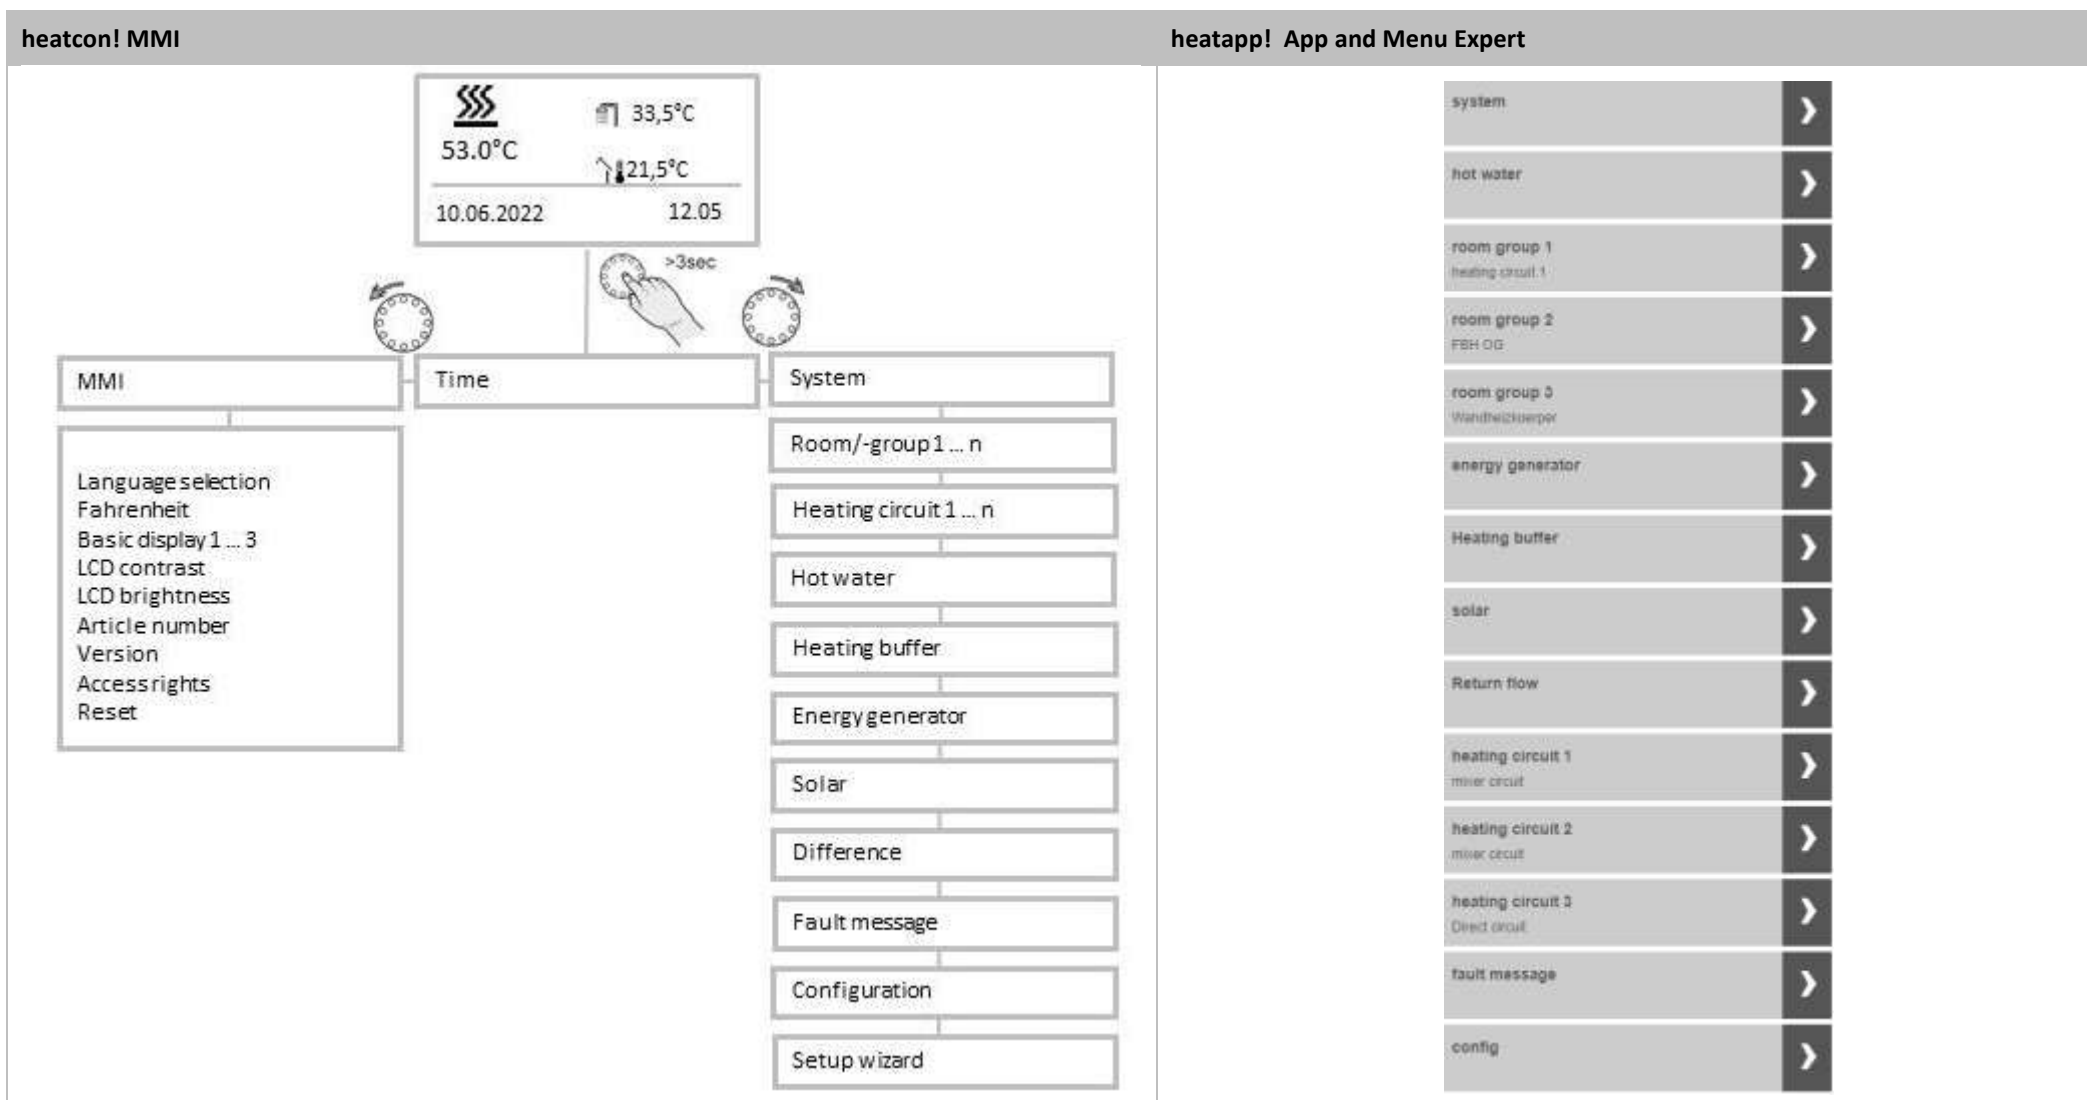 heatcon! MMI
heatapp! App and Menu Expert
53.0°C
33,5°C
21,5°C
10.06.2022
12.05
>3sec
MMI
Time
System
Language selection
Fahrenheit
Basic display 1 ... 3
LCD contrast
LCD brightness
Article number
Version
Access rights
Reset
Room/-group 1 ... n
Heating circuit 1 ... n
Hot water
Heating buffer
Energy generator
Solar
Difference
Fault message
Configuration
Setup wizard
system
hot water
room group 1
heating circuit 1
room group 2
FBH OG
room group 3
Wandheizkoerper
energy generator
Heating buffer
solar
Return flow
heating circuit 1
mixer circuit
heating circuit 2
mixer circuit
heating circuit 3
Direct circuit
fault message
config